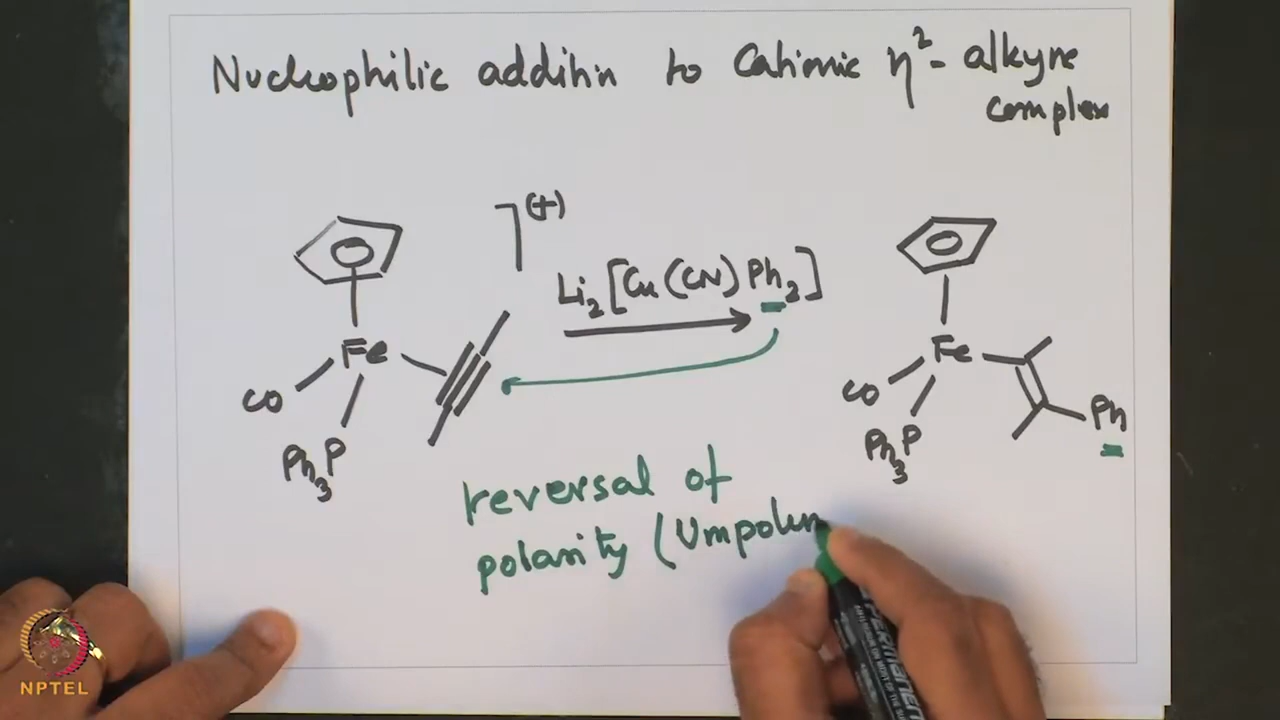 Nucleophilic addition to Cationic η²- alkyne
complex
](+)
Li₂[Cu(CN)Ph₂]
Fe
CO
Ph₃P
Fe
CO
Ph₃P
Ph
reversal of
polarity (Umpolun
NPTEL